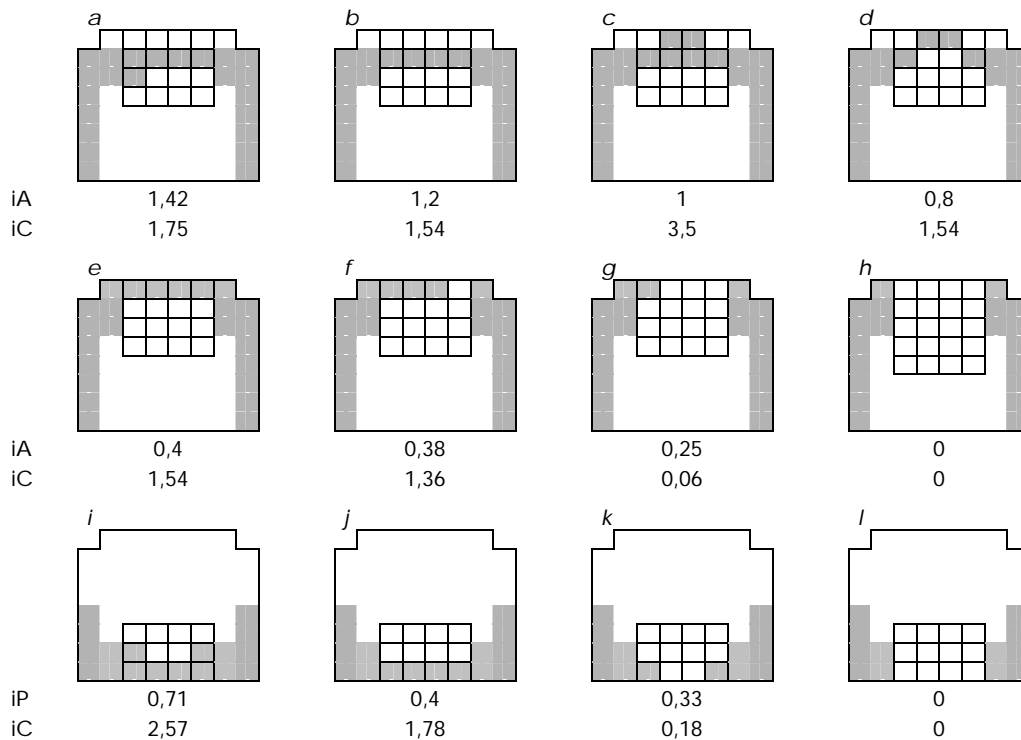 a b c d
iA 1,42 1,2 1 0,8
iC 1,75 1,54 3,5 1,54
e f g h
iA 0,4 0,38 0,25 0
iC 1,54 1,36 0,06 0
i j k l
iP 0,71 0,4 0,33 0
iC 2,57 1,78 0,18 0